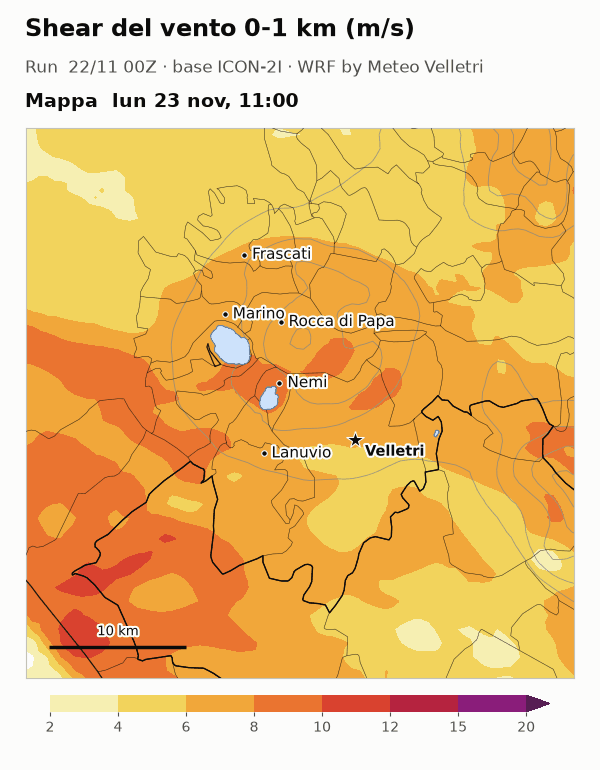 Shear del vento 0-1 km (m/s)
Run  22/11 00Z · base ICON-2I · WRF by Meteo Velletri
Mappa  lun 23 nov, 11:00
Frascati
Marino
Rocca di Papa
Nemi
Velletri
Lanuvio
10 km
2 4 6 8 10 12 15 20